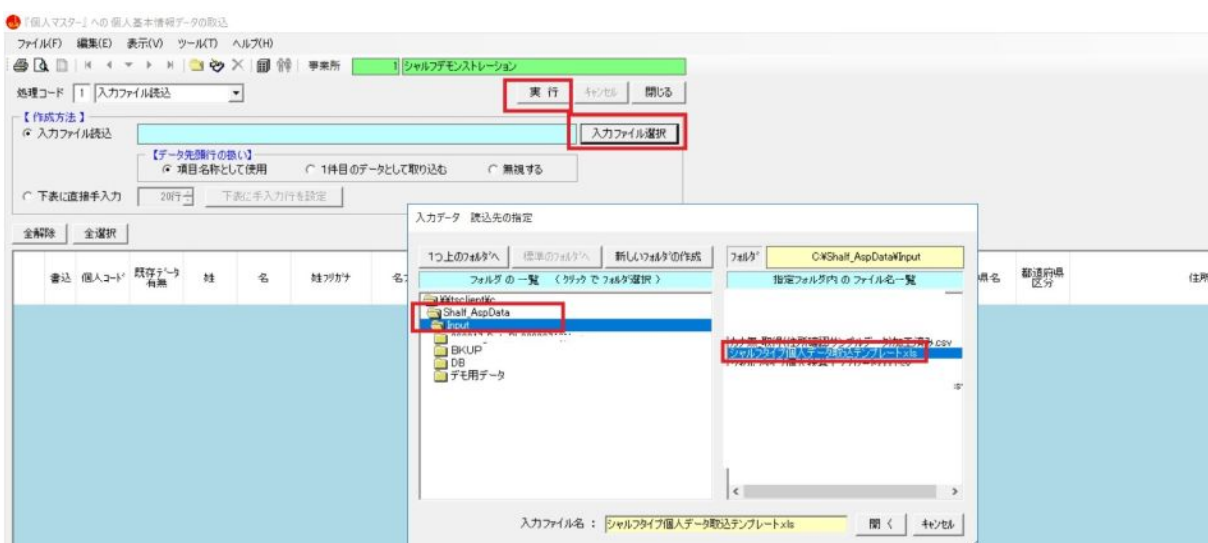 『個人マスター』への個人基本情報データの取込
ファイル(F) 編集(E) 表示(V) ツール(T) ヘルプ(H)
事業所 1 シャルフデモンストレーション
処理コード 1 入力ファイル読込 実 行 キャンセル 閉じる
【作成方法】
入力ファイル読込 入力ファイル選択
【データ先頭行の扱い】
項目名称として使用 1件目のデータとして取り込む 無視する
下表に直接手入力 20行 下表に手入力行を設定
全解除 全選択
書込 個人コード 既存データ有無 姓 名 姓フリガナ 名フ 県名 都道府県区分 住所
入力データ 読込先の指定
1つ上のフォルダへ 標準のフォルダへ 新しいフォルダの作成 フォルダ C:¥Shalf_AspData¥Input
フォルダ の 一覧 （ クリック で フォルダ選択 ） 指定フォルダ内 の ファイル名一覧
¥¥tsclient¥c
Shalf_AspData
Input
BKUP
DB
デモ用データ
シャルフタイプ個人データ取込テンプレート.xls
入力ファイル名 ： シャルフタイプ個人データ取込テンプレート.xls 開 く キャンセル